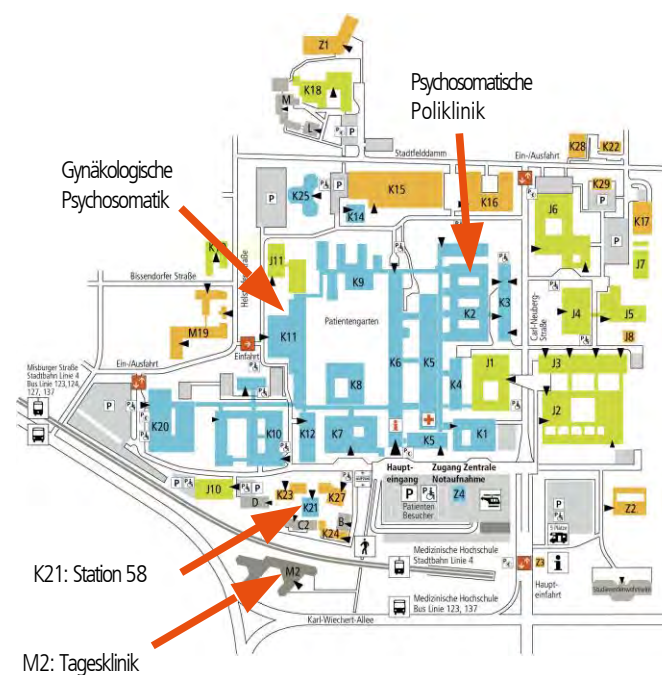 Z1
K18
M
L
P
Psychosomatische
Poliklinik
Stadtfelddamm
Ein-/Ausfahrt
K28
K22
Gynäkologische
Psychosomatik
P
K25
P
K15
K14
K16
K29
P
K17
J6
P
J7
J11
Bissendorfer Straße
K9
K2
K3
Carl-Neuberg-
Straße
J4
J5
J8
M19
K11
Patientengarten
Einfahrt
K6
K5
Misburger Straße
Stadtbahn Linie 4
Bus Linie 123,124,
127, 137
Ein-/Ausfahrt
K8
K4
J1
J3
J2
P
K20
K10
K12
K7
i
K5
K1
Haupt-
eingang
Zugang Zentrale
Notaufnahme
J10
P
D
K23
K21
K27
C2
B
K24
P
Patienten
Besucher
Z4
P
5 Plätze
Z2
K21: Station 58
Medizinische Hochschule
Stadtbahn Linie 4
Z3
i
Haupt-
einfahrt
M2
Medizinische Hochschule
Bus Linie 123, 137
Karl-Wiechert-Allee
M2: Tagesklinik